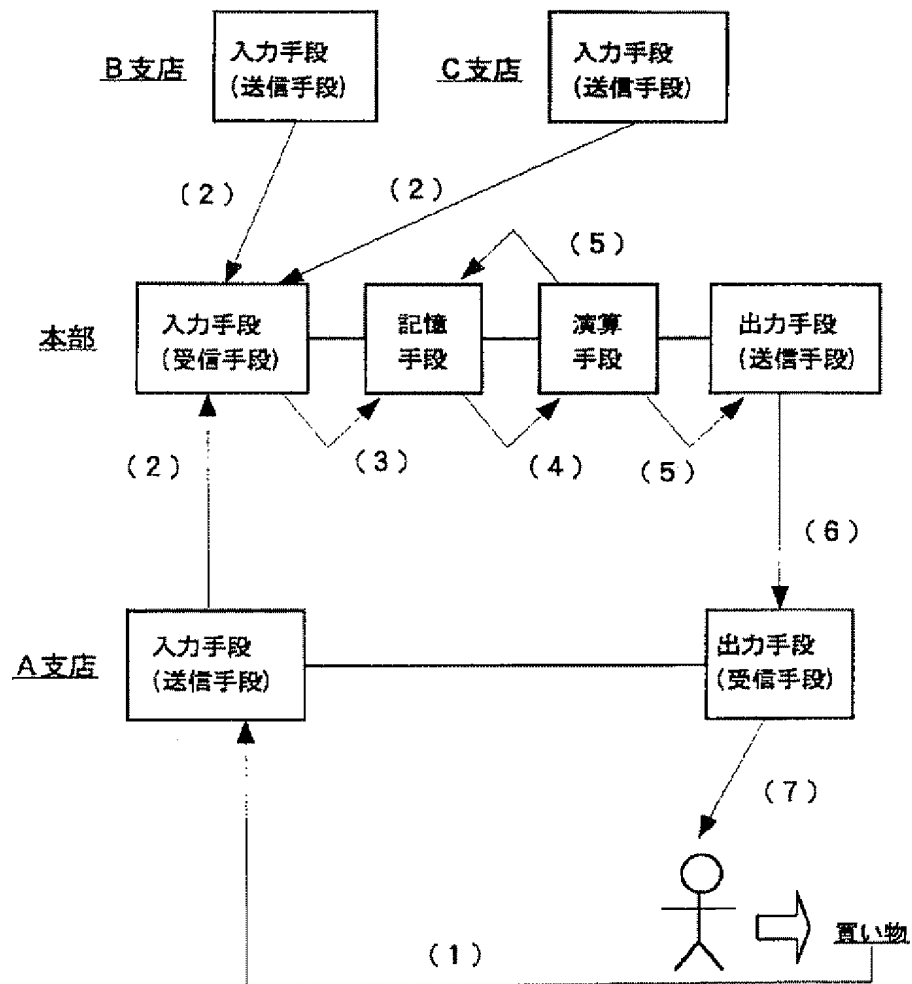 B支店
入力手段
(送信手段)
C支店
入力手段
(送信手段)
(2)
(2)
(5)
本部
入力手段
(受信手段)
記憶
手段
演算
手段
出力手段
(送信手段)
(2)
(3)
(4)
(5)
(6)
A支店
入力手段
(送信手段)
出力手段
(受信手段)
(7)
買い物
(1)